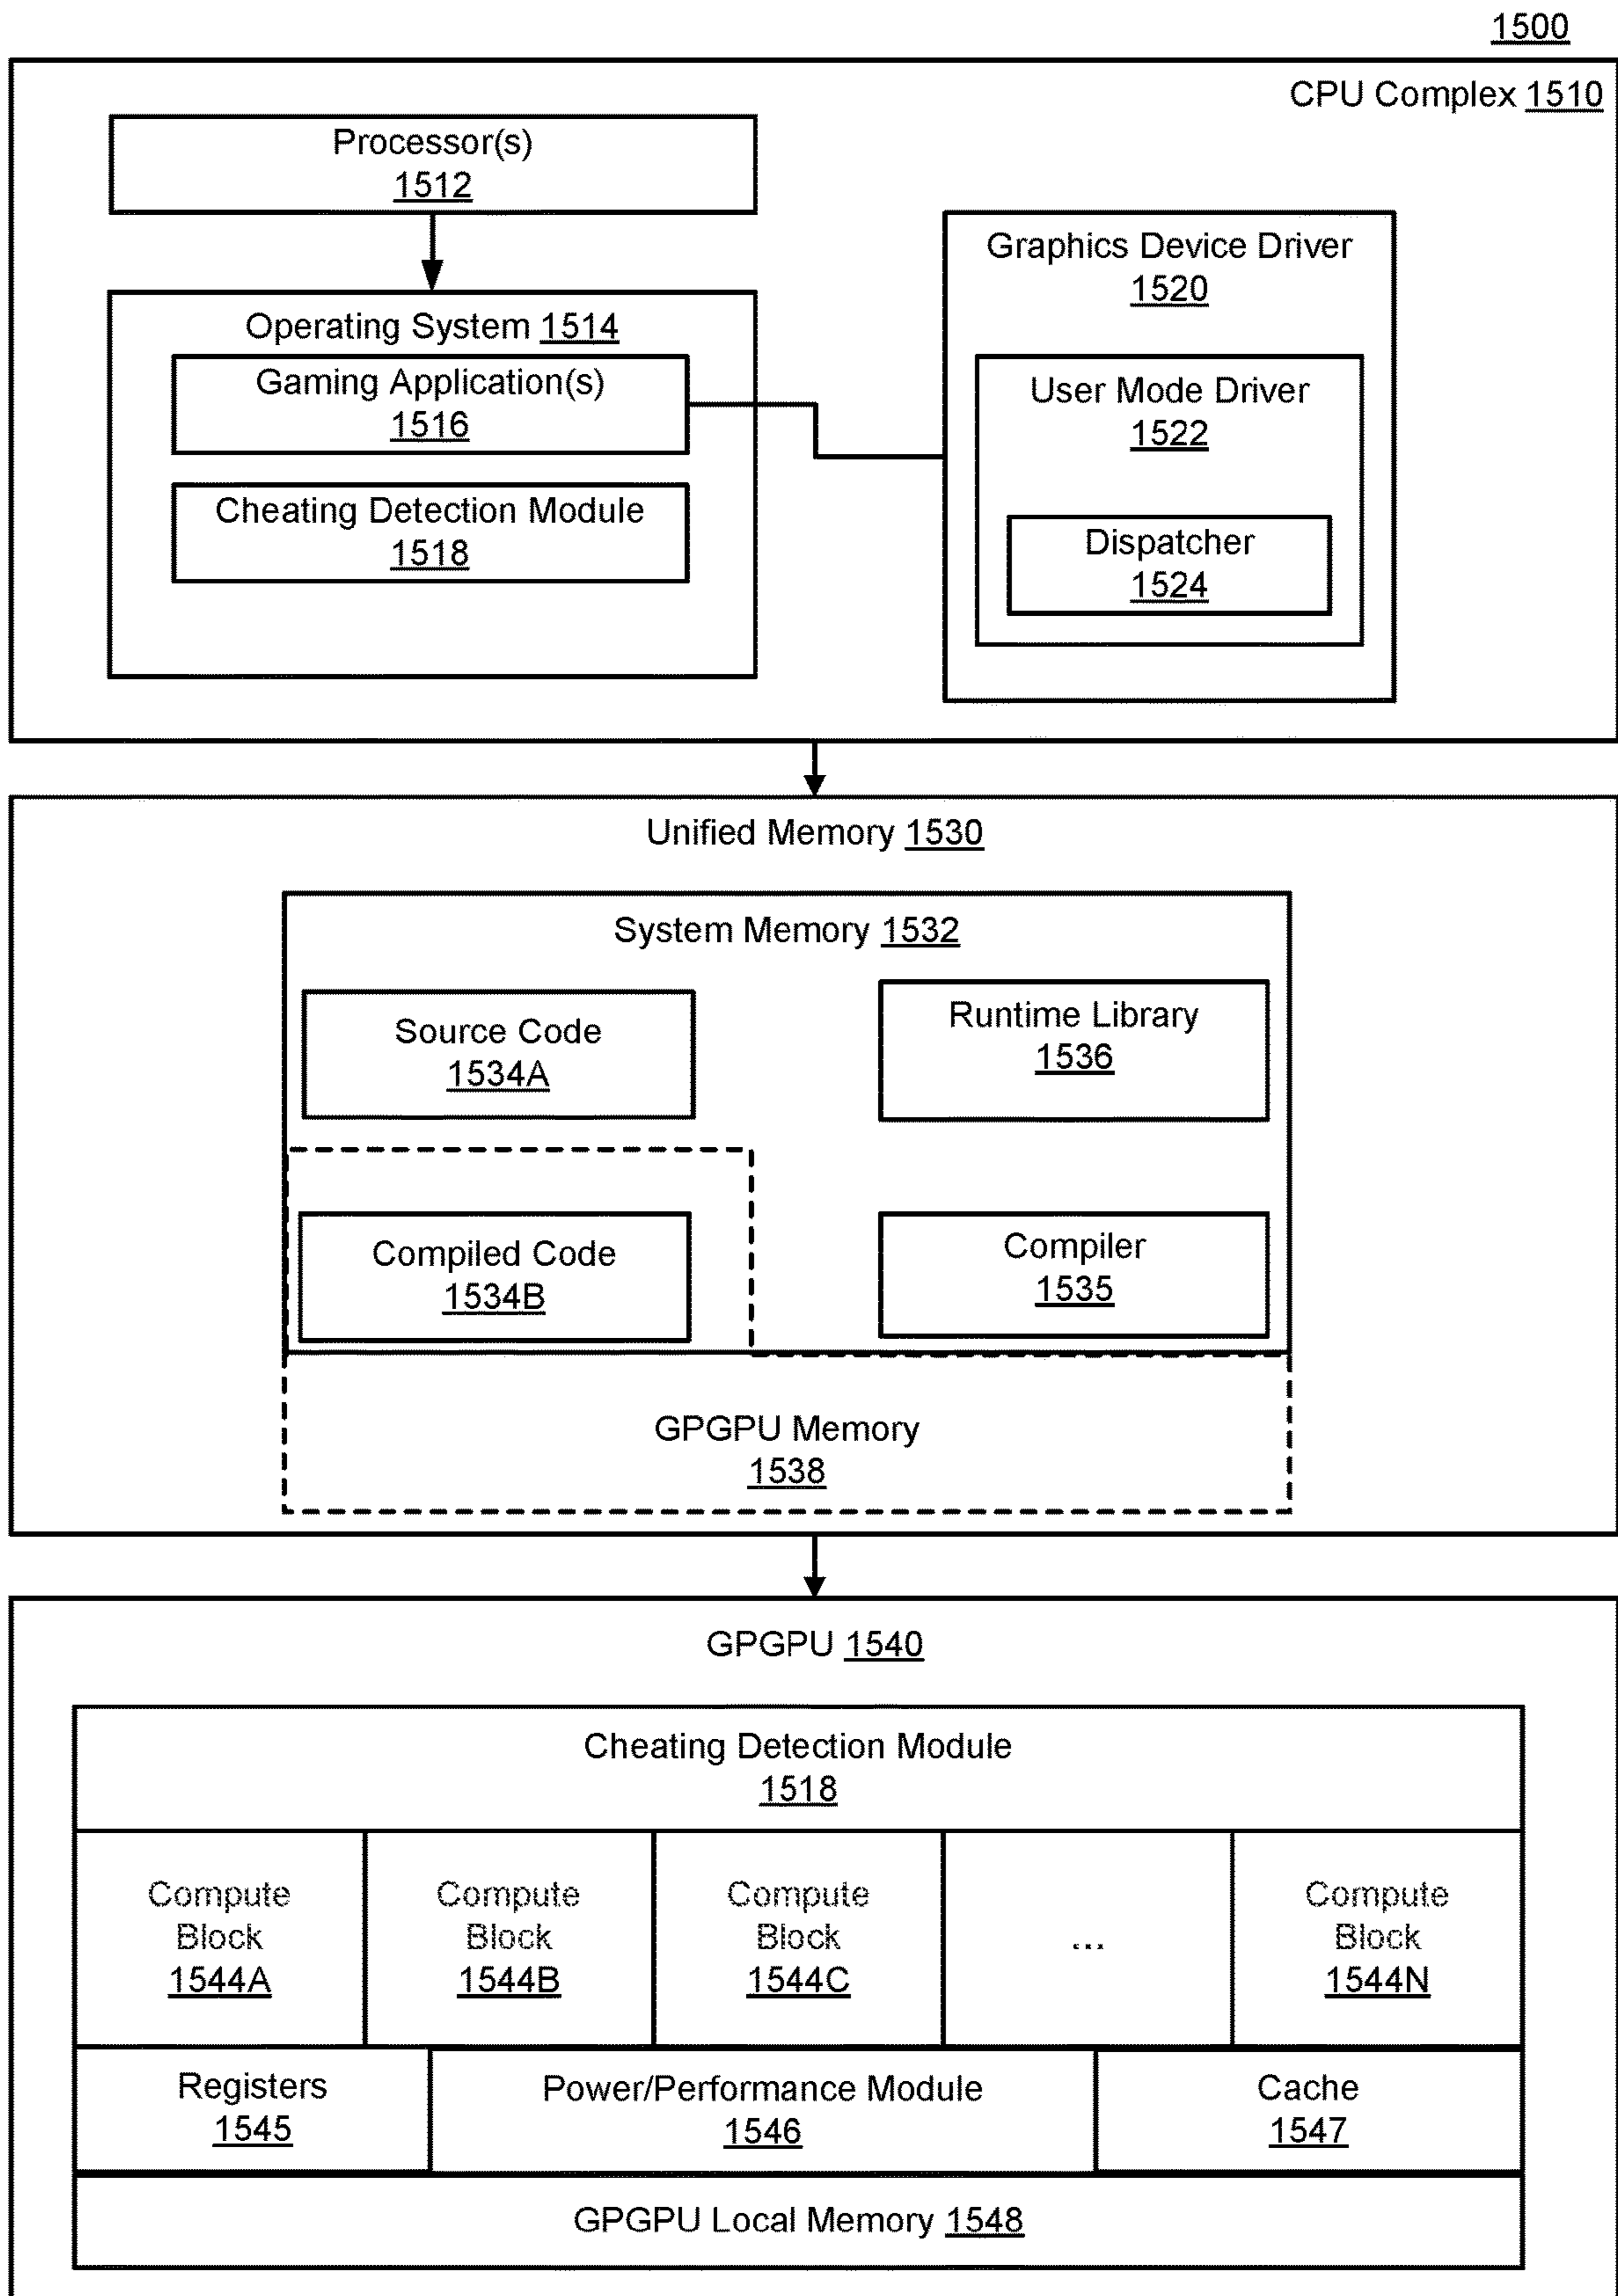 1500
CPU Complex 1510
Processor(s)
1512
Operating System 1514
Gaming Application(s)
1516
Cheating Detection Module
1518
Graphics Device Driver
1520
User Mode Driver
1522
Dispatcher
1524
Unified Memory 1530
System Memory 1532
Source Code
1534A
Runtime Library
1536
Compiled Code
1534B
Compiler
1535
GPGPU Memory
1538
GPGPU 1540
Cheating Detection Module
1518
Compute
Block
1544A
Compute
Block
1544B
Compute
Block
1544C
...
Compute
Block
1544N
Registers
1545
Power/Performance Module
1546
Cache
1547
GPGPU Local Memory 1548